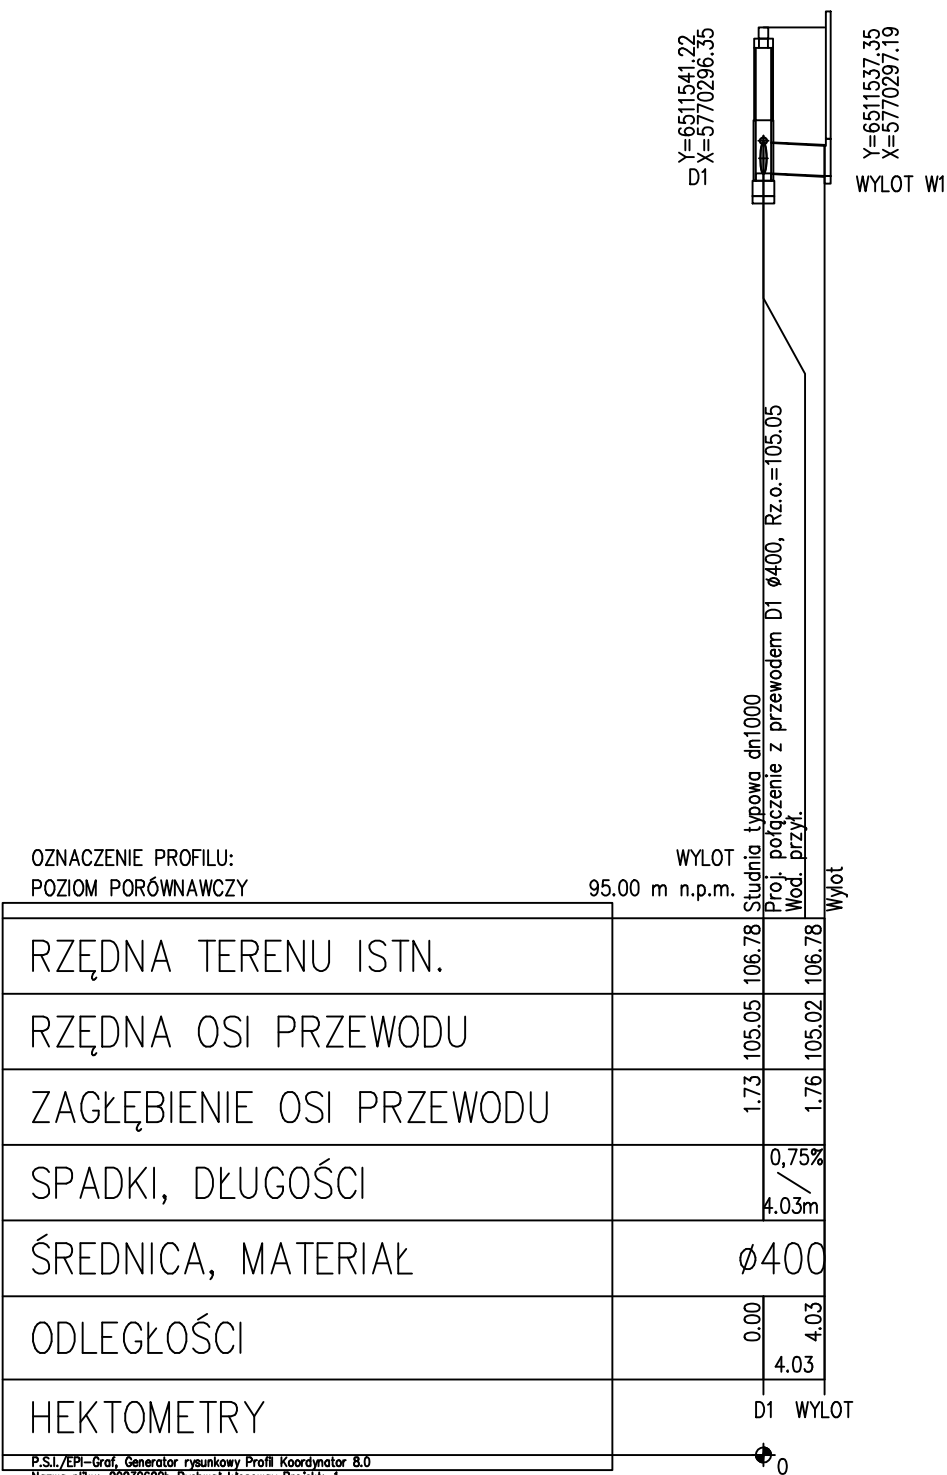 Y=6511541.22
X=5770296.35
D1
Y=6511537.35
X=5770297.19
WYLOT W1
Studnia typowa dn1000
Proj. połączenie z przewodem D1 ø400, Rz.o.=105.05
Wod. przył.
Wylot
OZNACZENIE PROFILU:
WYLOT
POZIOM PORÓWNAWCZY
95.00 m n.p.m.
RZĘDNA TERENU ISTN.
106.78
106.78
RZĘDNA OSI PRZEWODU
105.05
105.02
ZAGŁĘBIENIE OSI PRZEWODU
1.73
1.76
SPADKI, DŁUGOŚCI
0,75%
4.03m
ŚREDNICA, MATERIAŁ
ø400
ODLEGŁOŚCI
0.00
4.03
4.03
HEKTOMETRY
D1 WYLOT
0
P.S.I./EPI-Graf, Generator rysunkowy Profil Koordynator 8.0